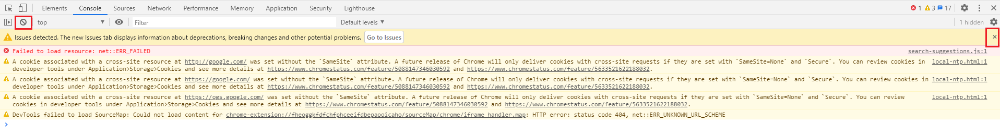 Elements Console Sources Network Performance Memory Application Security Lighthouse 1 3 17
top Filter Default levels 1 hidden
Issues detected. The new Issues tab displays information about deprecations, breaking changes and other potential problems. Go to Issues
Failed to load resource: net::ERR_FAILED search-suggestions.js:1
A cookie associated with a cross-site resource at http://google.com/ was set without the `SameSite` attribute. A future release of Chrome will only deliver cookies with cross-site requests if they are set with `SameSite=None` and `Secure`. You can review cookies in local-ntp.html:1
developer tools under Application>Storage>Cookies and see more details at https://www.chromestatus.com/feature/5088147346030592 and https://www.chromestatus.com/feature/5633521622188032.
A cookie associated with a cross-site resource at https://google.com/ was set without the `SameSite` attribute. A future release of Chrome will only deliver cookies with cross-site requests if they are set with `SameSite=None` and `Secure`. You can review cookies in local-ntp.html:1
developer tools under Application>Storage>Cookies and see more details at https://www.chromestatus.com/feature/5088147346030592 and https://www.chromestatus.com/feature/5633521622188032.
A cookie associated with a cross-site resource at https://ogs.google.com/ was set without the `SameSite` attribute. A future release of Chrome will only deliver cookies with cross-site requests if they are set with `SameSite=None` and `Secure`. You can review local-ntp.html:1
cookies in developer tools under Application>Storage>Cookies and see more details at https://www.chromestatus.com/feature/5088147346030592 and https://www.chromestatus.com/feature/5633521622188032.
DevTools failed to load SourceMap: Could not load content for chrome-extension://fheoggkfdfchfphceeifdbepaooicaho/sourceMap/chrome/iframe_handler.map: HTTP error: status code 404, net::ERR_UNKNOWN_URL_SCHEME